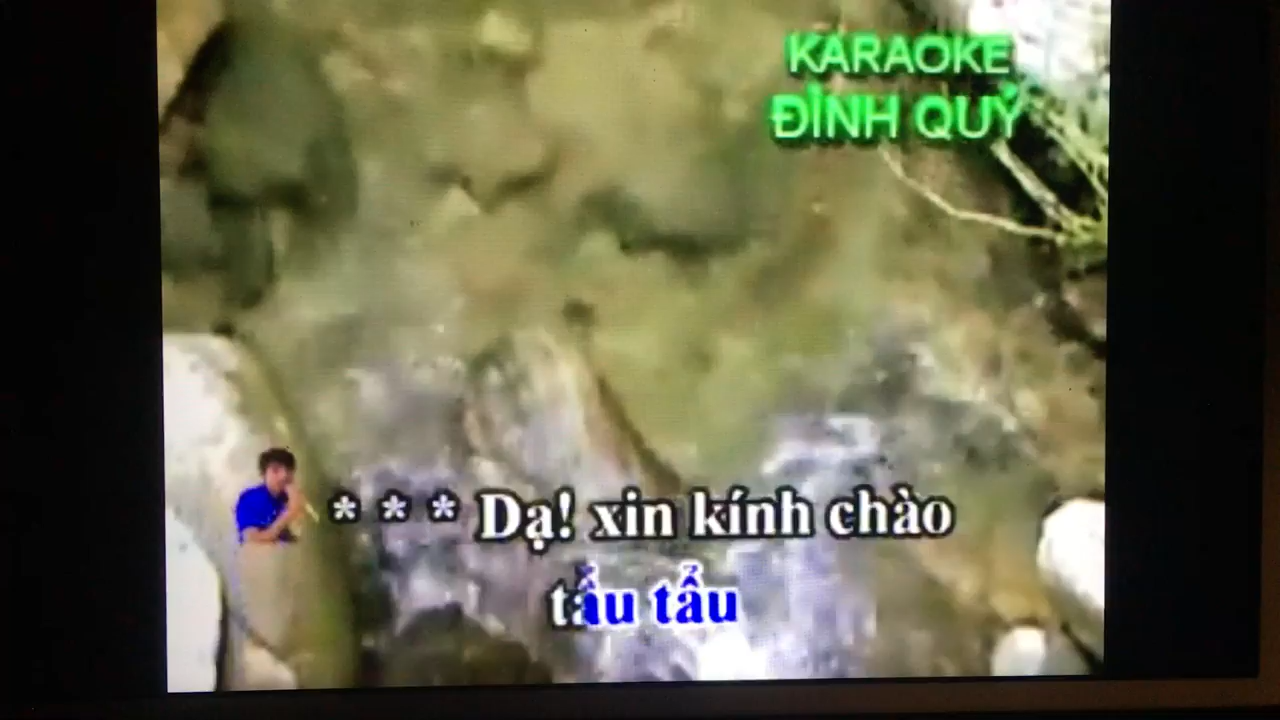 KARAOKE
ĐÌNH QUÝ
* * * Dạ! xin kính chào
tẩu tẩu